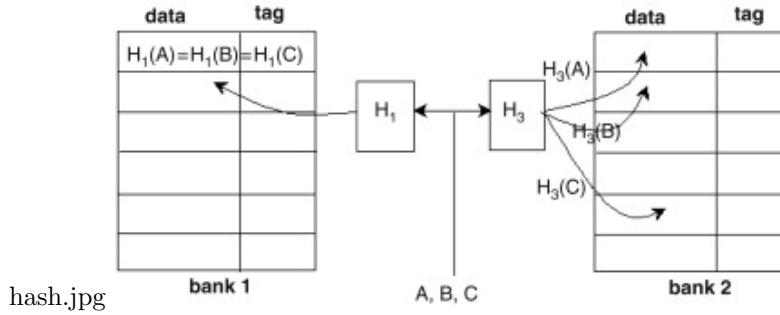 data tag
H₁(A)=H₁(B)=H₁(C)
H₁
bank 1
A, B, C
H₃
H₃(A)
H₃(B)
H₃(C)
data tag
bank 2
hash.jpg